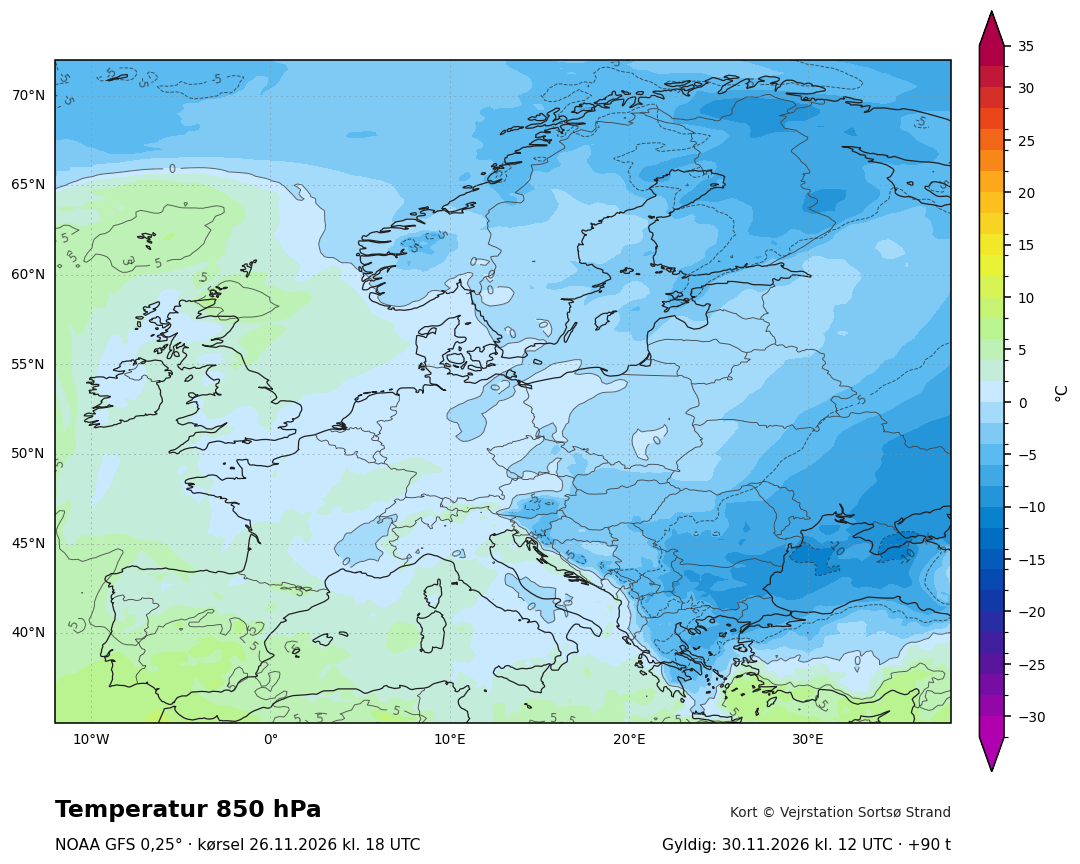 70°N
65°N
60°N
55°N
50°N
45°N
40°N
10°W
0°
10°E
20°E
30°E
35
30
25
20
15
10
5
0
−5
−10
−15
−20
−25
−30
°C
Temperatur 850 hPa
Kort © Vejrstation Sortsø Strand
NOAA GFS 0,25° · kørsel 26.11.2026 kl. 18 UTC
Gyldig: 30.11.2026 kl. 12 UTC · +90 t